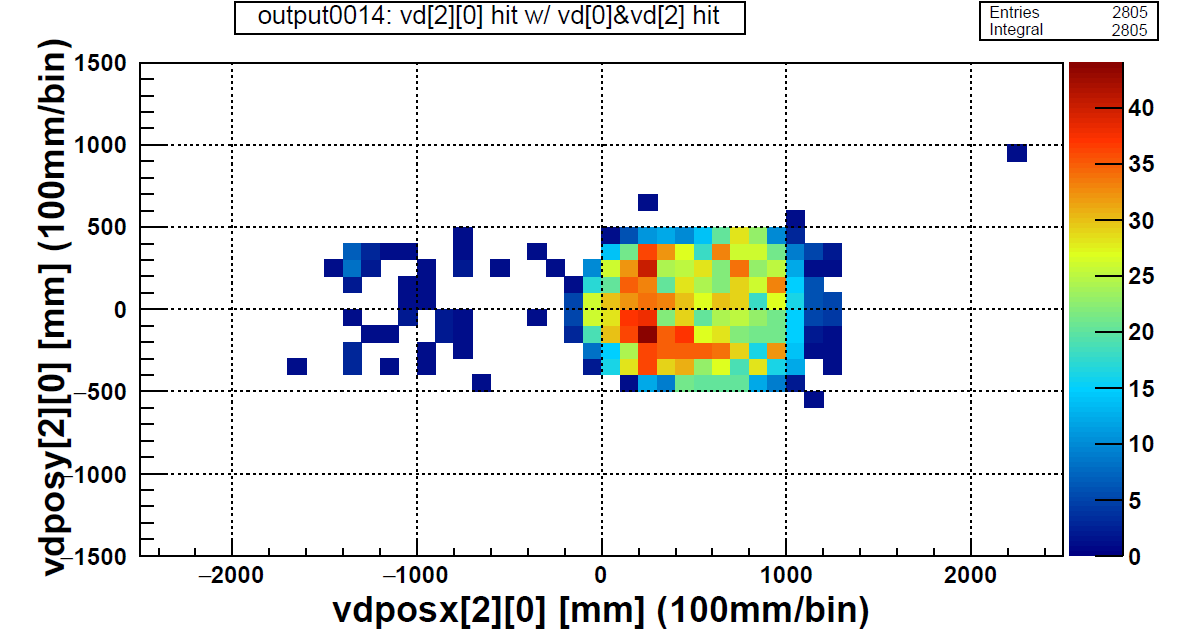 output0014: vd[2][0] hit w/ vd[0]&vd[2] hit
Entries 2805
Integral 2805
vdposy[2][0] [mm] (100mm/bin)
1500
1000
500
0
−500
−1000
−1500
−2000 −1000 0 1000 2000
vdposx[2][0] [mm] (100mm/bin)
40
35
30
25
20
15
10
5
0